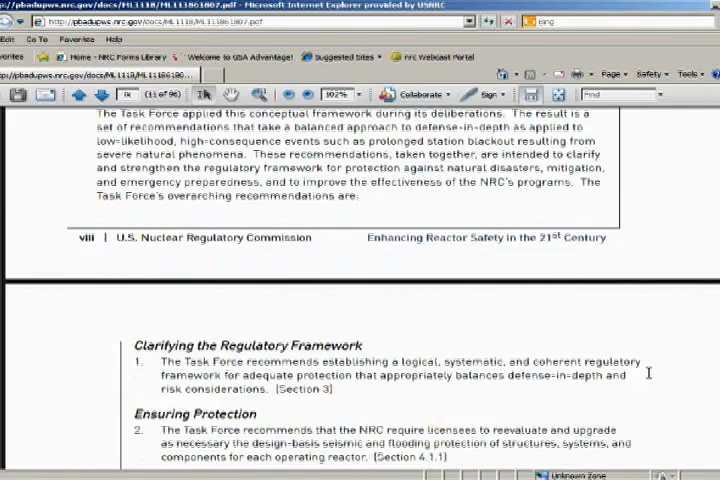 p://pbadupws.nrc.gov/docs/ML1118/ML111861807.pdf - Microsoft Internet Explorer provided by USNRC
http://pbadupws.nrc.gov/docs/ML1118/ML111861807.pdf
Bing
Edit Go To Favorites Help
avorites Home - NRC Forms Library Welcome to GSA Advantage! Suggested Sites nrc Webcast Portal
p://pbadupws.nrc.gov/docs/ML1118/ML11186180...
Page Safety Tools
(11 of 96) 102% Collaborate Sign Find
The Task Force applied this conceptual framework during its deliberations. The result is a
set of recommendations that take a balanced approach to defense-in-depth as applied to
low-likelihood, high-consequence events such as prolonged station blackout resulting from
severe natural phenomena. These recommendations, taken together, are intended to clarify
and strengthen the regulatory framework for protection against natural disasters, mitigation,
and emergency preparedness, and to improve the effectiveness of the NRC's programs. The
Task Force's overarching recommendations are:
viii | U.S. Nuclear Regulatory Commission Enhancing Reactor Safety in the 21st Century
Clarifying the Regulatory Framework
1. The Task Force recommends establishing a logical, systematic, and coherent regulatory
framework for adequate protection that appropriately balances defense-in-depth and
risk considerations. (Section 3)
Ensuring Protection
2. The Task Force recommends that the NRC require licensees to reevaluate and upgrade
as necessary the design-basis seismic and flooding protection of structures, systems, and
components for each operating reactor. (Section 4.1.1)
Unknown Zone